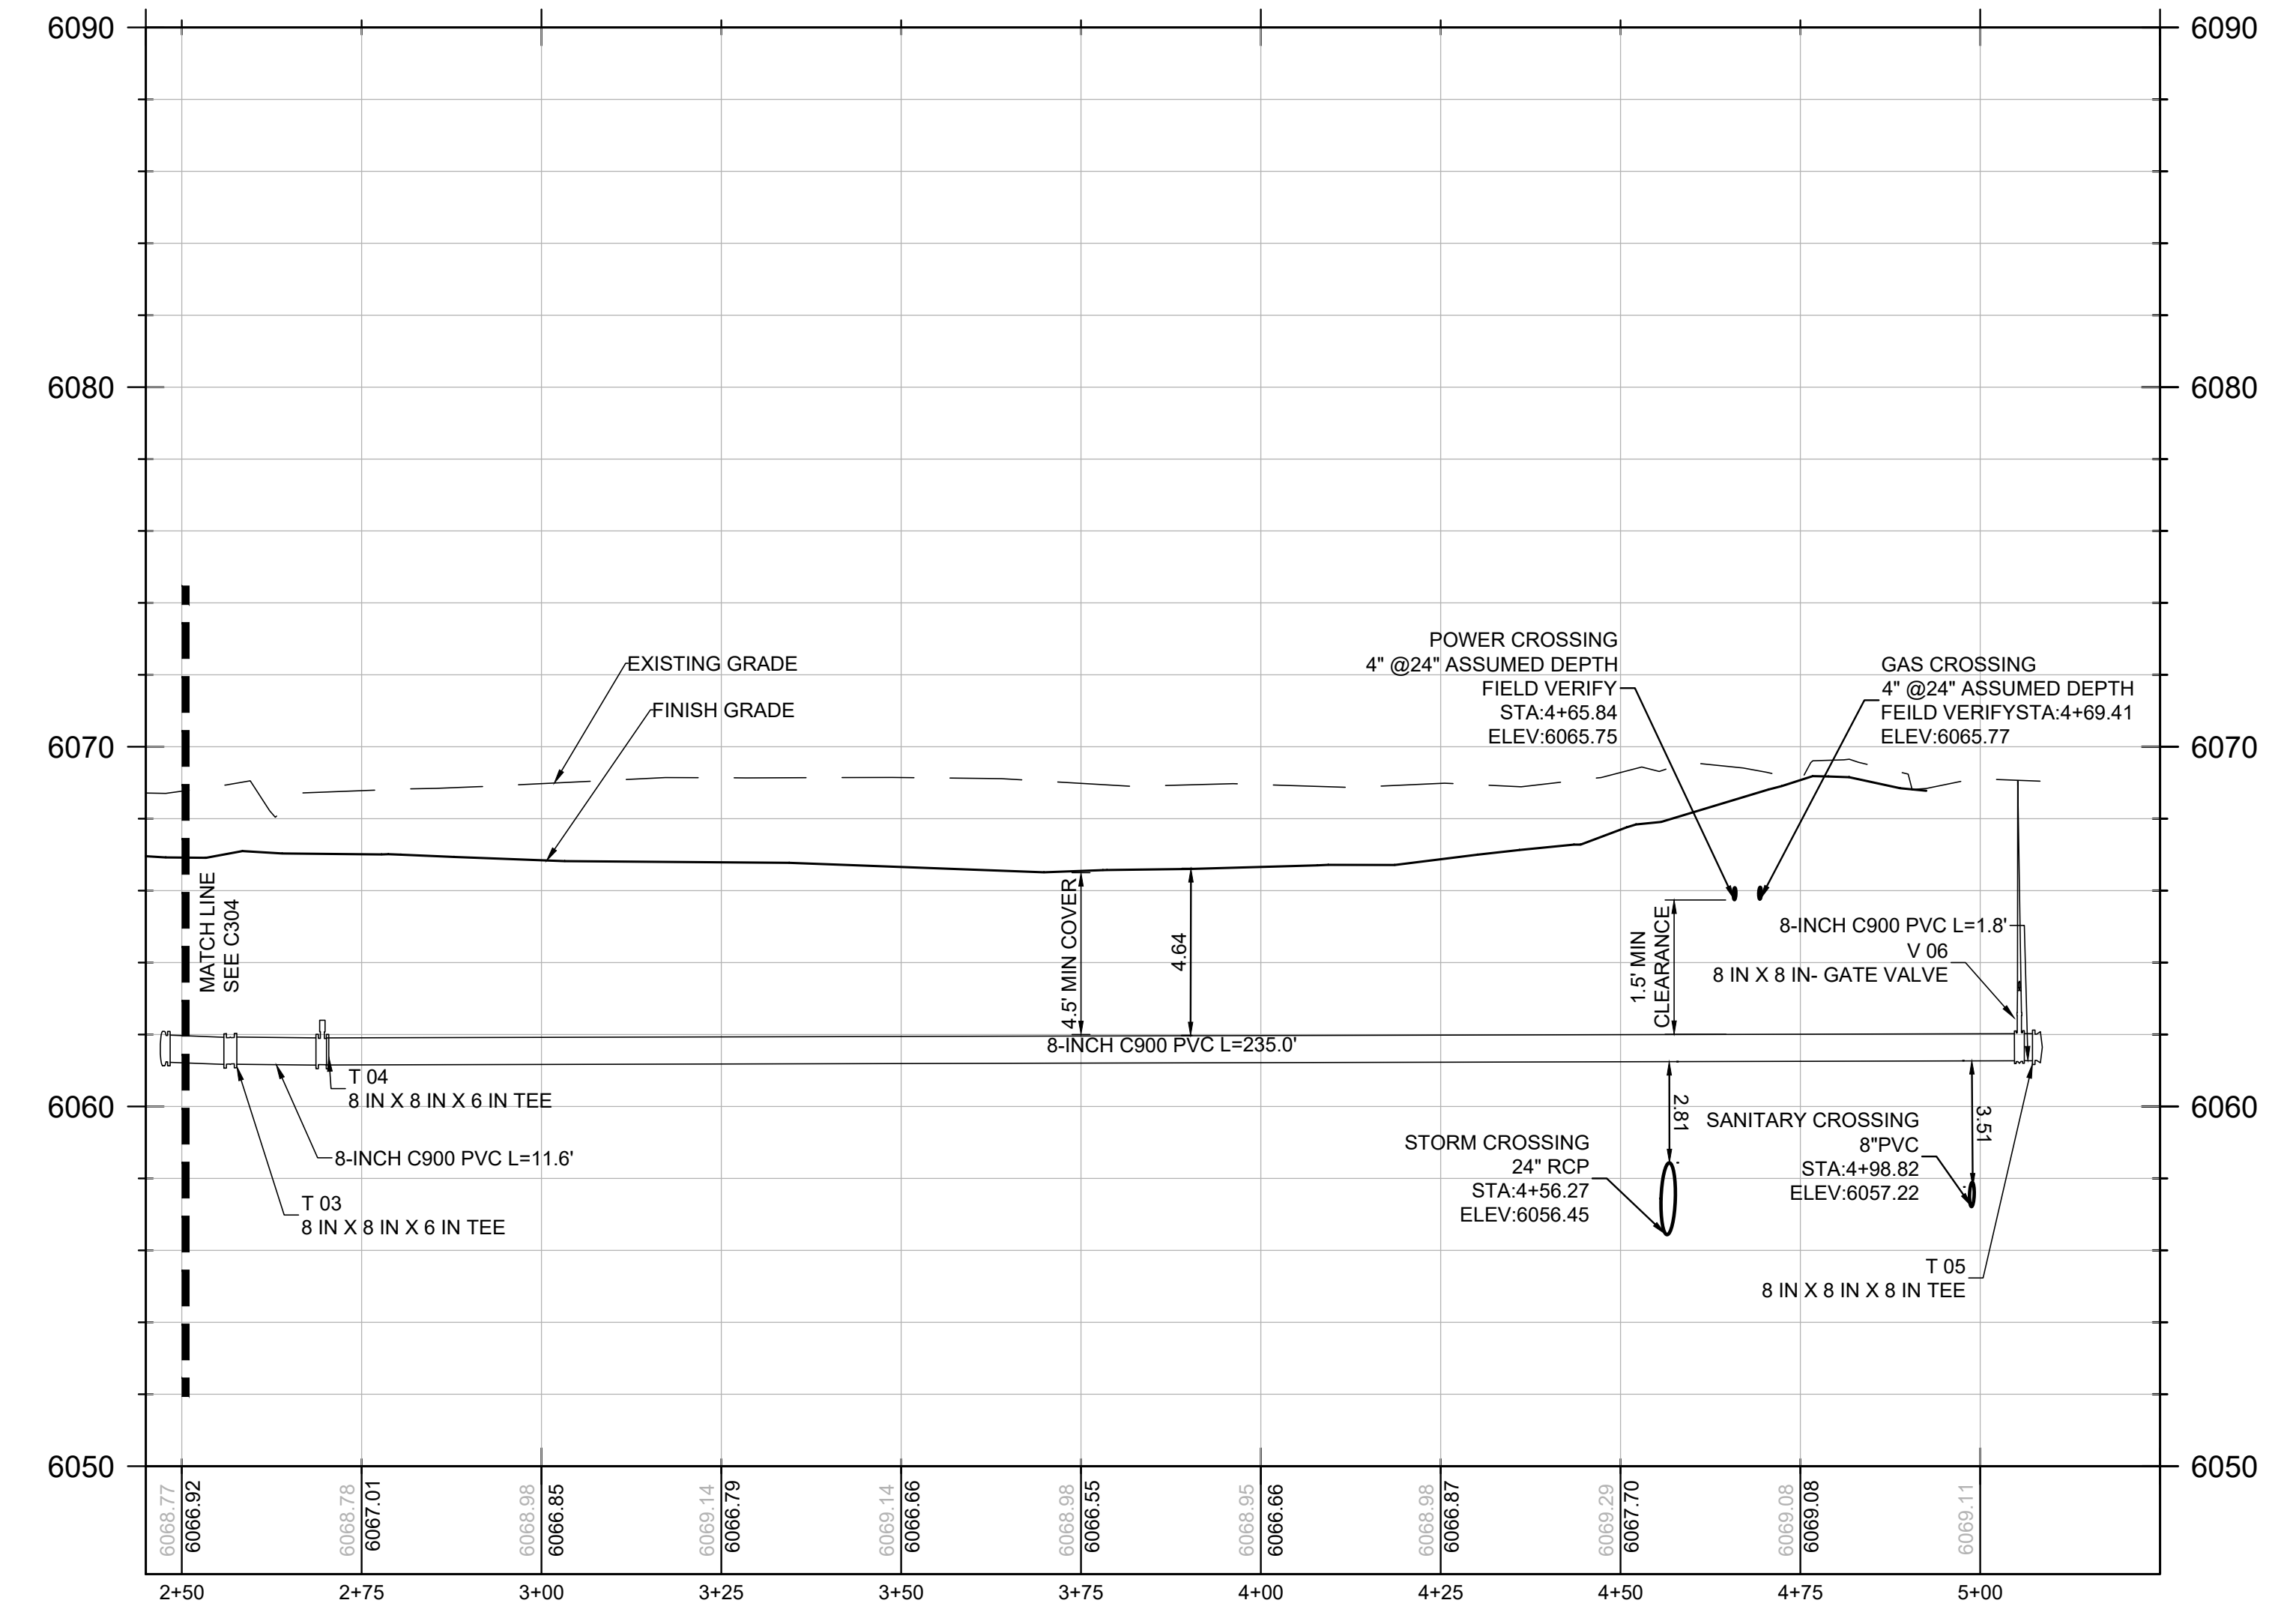 6090
6090
6080
6080
EXISTING GRADE
FINISH GRADE
POWER CROSSING
4" @24" ASSUMED DEPTH
FIELD VERIFY
STA:4+65.84
ELEV:6065.75
GAS CROSSING
4" @24" ASSUMED DEPTH
FEILD VERIFYSTA:4+69.41
ELEV:6065.77
6070
6070
MATCH LINE
SEE C304
4.5' MIN COVER
4.64
1.5' MIN
CLEARANCE
8-INCH C900 PVC L=1.8'
V 06
8 IN X 8 IN- GATE VALVE
8-INCH C900 PVC L=235.0'
T 04
8 IN X 8 IN X 6 IN TEE
6060
6060
2.81
3.51
8-INCH C900 PVC L=11.6'
T 03
8 IN X 8 IN X 6 IN TEE
STORM CROSSING
24" RCP
STA:4+56.27
ELEV:6056.45
SANITARY CROSSING
8"PVC
STA:4+98.82
ELEV:6057.22
T 05
8 IN X 8 IN X 8 IN TEE
6050
6050
6068.77
6066.92
6068.78
6067.01
6068.98
6066.85
6069.14
6066.79
6069.14
6066.66
6068.98
6066.55
6068.95
6066.66
6068.98
6066.87
6069.29
6067.70
6069.08
6069.08
6069.11
2+50
2+75
3+00
3+25
3+50
3+75
4+00
4+25
4+50
4+75
5+00